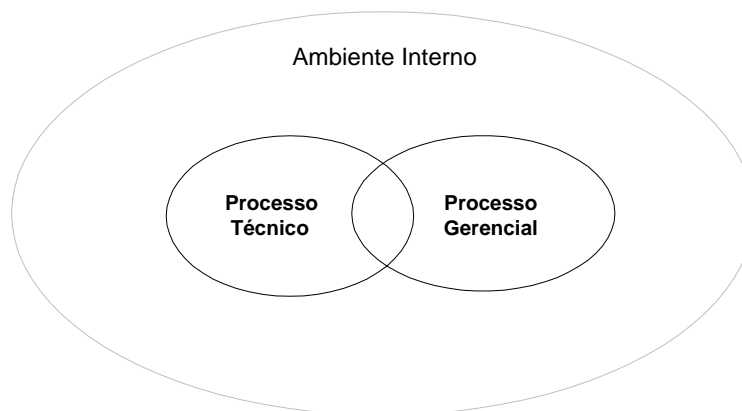 Ambiente Interno
Processo
Técnico
Processo
Gerencial